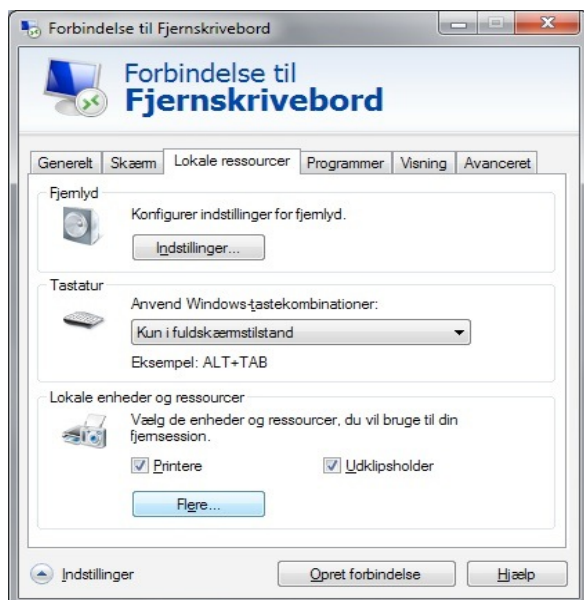 Forbindelse til Fjernskrivebord
Forbindelse til
Fjernskrivebord
Generelt Skærm Lokale ressourcer Programmer Visning Avanceret
Fjernlyd
Konfigurer indstillinger for fjernlyd.
Indstillinger...
Tastatur
Anvend Windows-tastekombinationer:
Kun i fuldskærmstilstand
Eksempel: ALT+TAB
Lokale enheder og ressourcer
Vælg de enheder og ressourcer, du vil bruge til din
fjernsession.
Printere Udklipsholder
Flere...
Indstillinger Opret forbindelse Hjælp